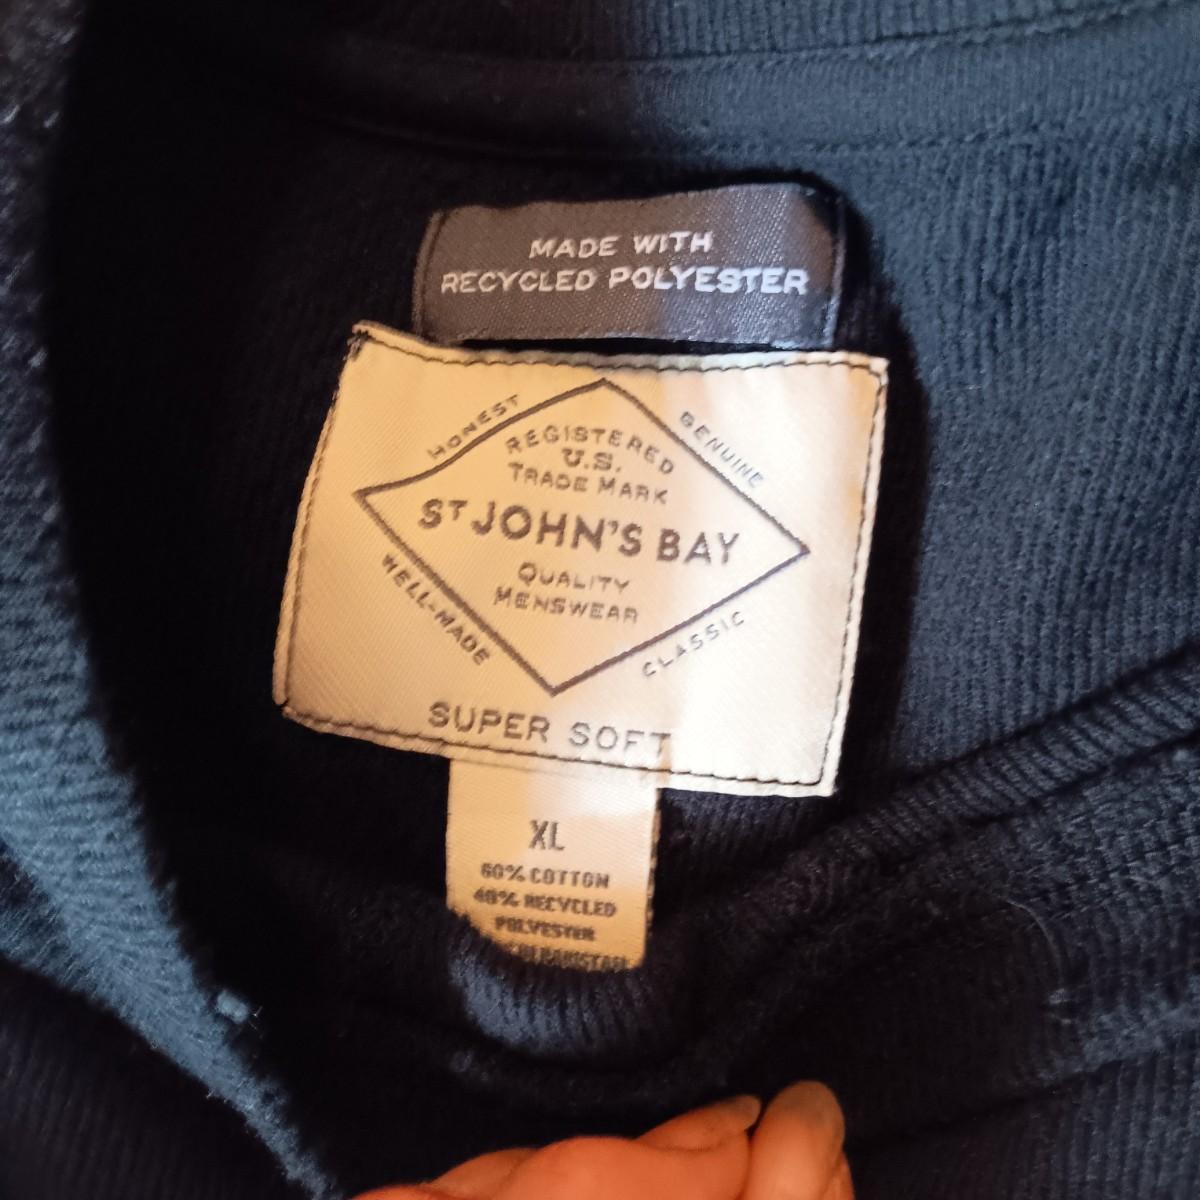 MADE WITH
RECYCLED POLYESTER
HONEST
GENUINE
REGISTERED
U.S.
TRADE MARK
ST JOHN'S BAY
QUALITY
MENSWEAR
WELL-MADE
CLASSIC
SUPER SOFT
XL
60% COTTON
40% RECYCLED
POLYESTER